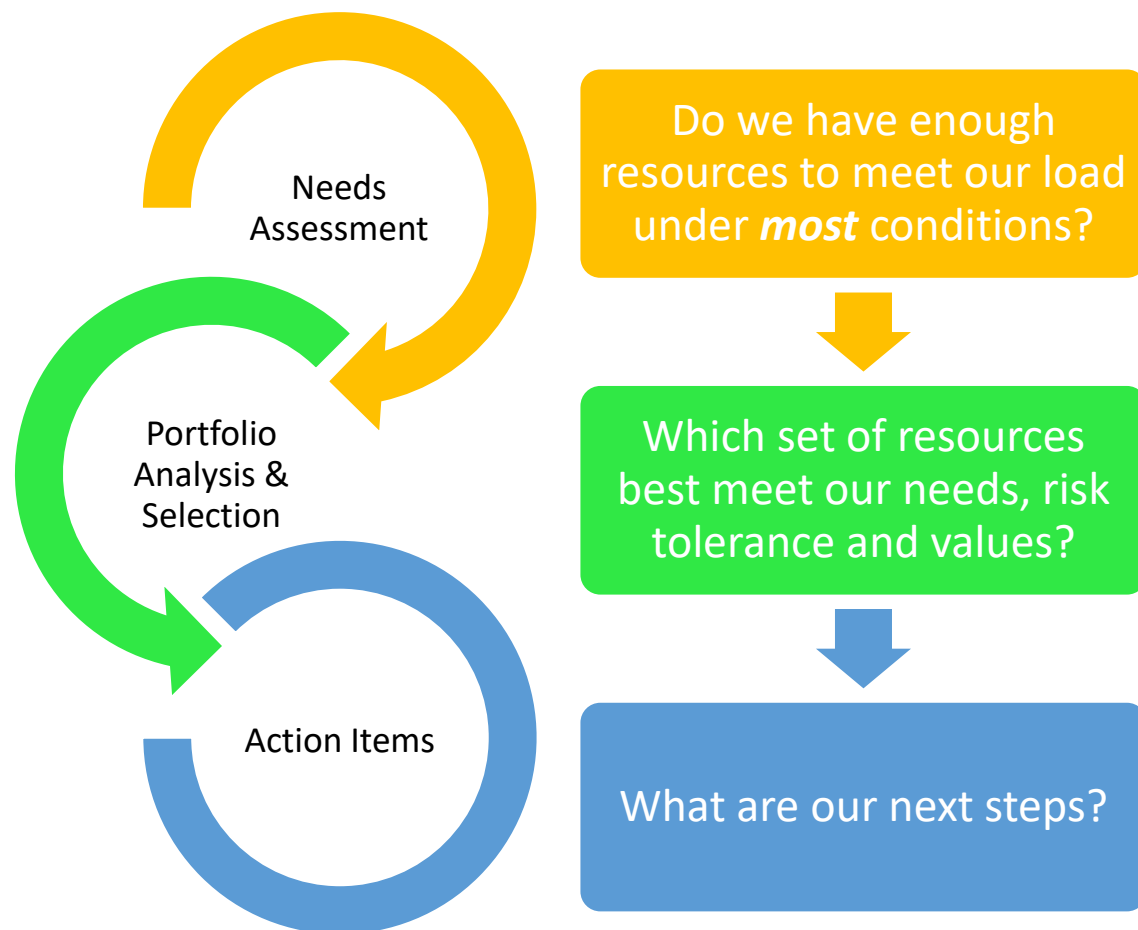 Needs
Assessment
Do we have enough
resources to meet our load
under most conditions?
Portfolio
Analysis &
Selection
Which set of resources
best meet our needs, risk
tolerance and values?
Action Items
What are our next steps?